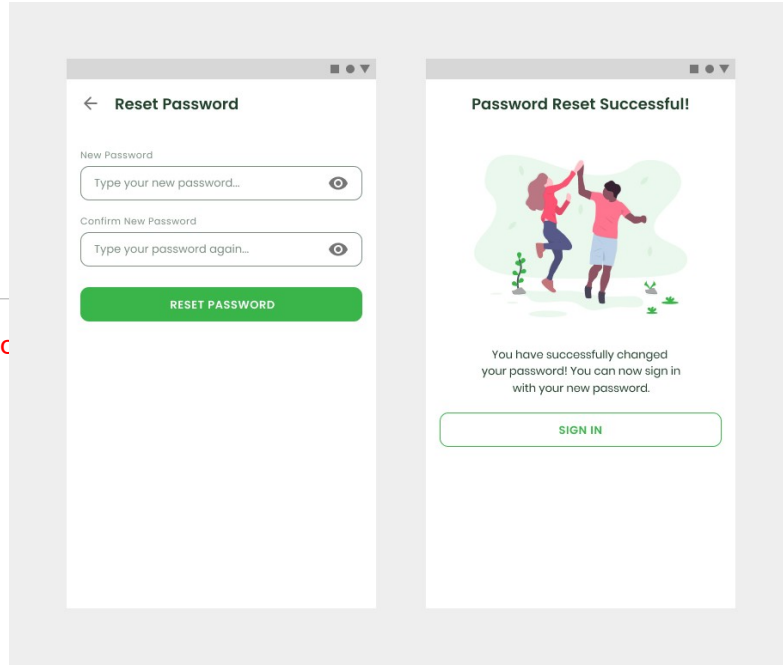 Reset Password
New Password
Type your new password...
Confirm New Password
Type your password again...
RESET PASSWORD
Password Reset Successful!
You have successfully changed
your password! You can now sign in
with your new password.
SIGN IN